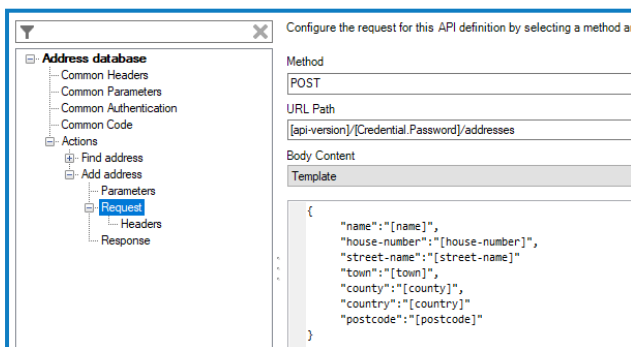 Configure the request for this API definition by selecting a method a
Address database
Common Headers
Common Parameters
Common Authentication
Common Code
Actions
Find address
Add address
Parameters
Request
Headers
Response
Method
POST
URL Path
[api-version]/[Credential.Password]/addresses
Body Content
Template
{
"name":"[name]",
"house-number":"[house-number]",
"street-name":"[street-name]"
"town":"[town]",
"county":"[county]",
"country":"[country]"
"postcode":"[postcode]"
}